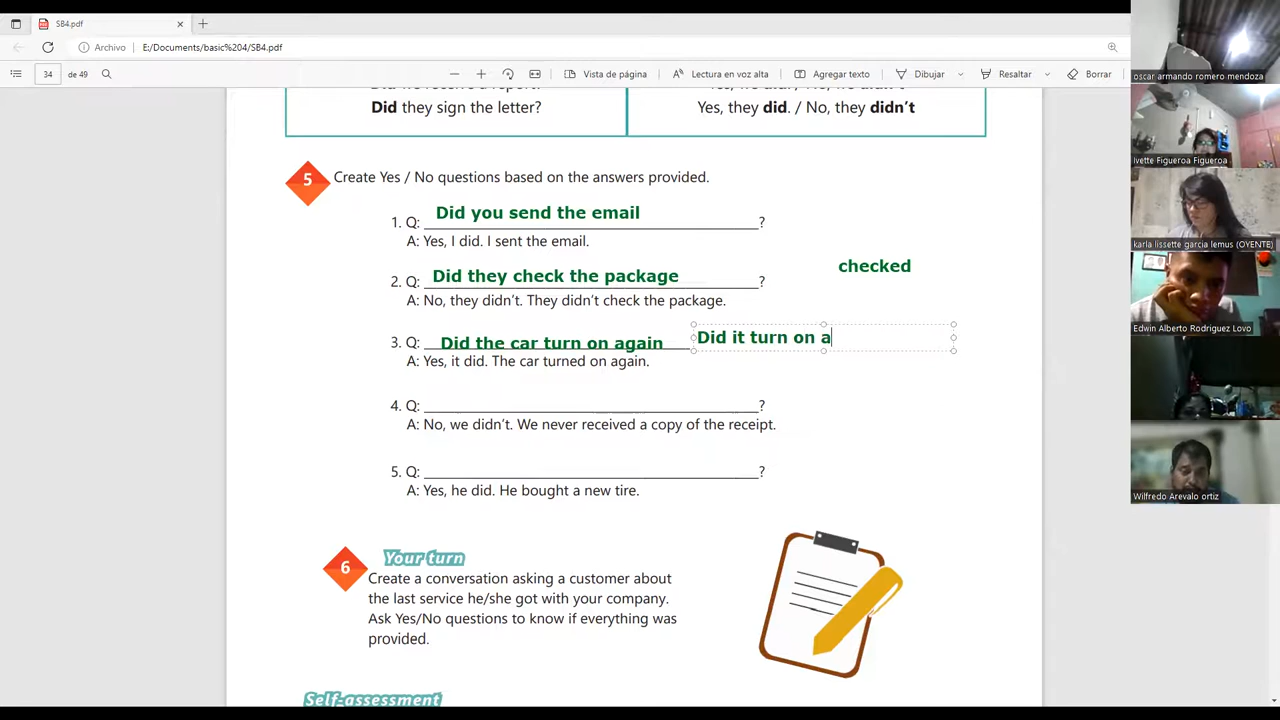 SB4.pdf
Archivo E:/Documents/basic%204/SB4.pdf
34 de 49 Vista de página Lectura en voz alta Agregar texto Dibujar Resaltar Borrar
Did they sign the letter? Yes, they did. / No, they didn't
5 Create Yes / No questions based on the answers provided.
Did you send the email
1. Q: ?
A: Yes, I did. I sent the email.
checked
Did they check the package
2. Q: ?
A: No, they didn't. They didn't check the package.
3. Q: Did the car turn on again Did it turn on a
A: Yes, it did. The car turned on again.
4. Q: ?
A: No, we didn't. We never received a copy of the receipt.
5. Q: ?
A: Yes, he did. He bought a new tire.
6 Your turn
Create a conversation asking a customer about
the last service he/she got with your company.
Ask Yes/No questions to know if everything was
provided.
Self-assessment
oscar armando romero mendoza
ivette Figueroa Figueroa
karla lissette garcia lemus (OYENTE)
Edwin Alberto Rodriguez Lovo
Wilfredo Arevalo ortiz